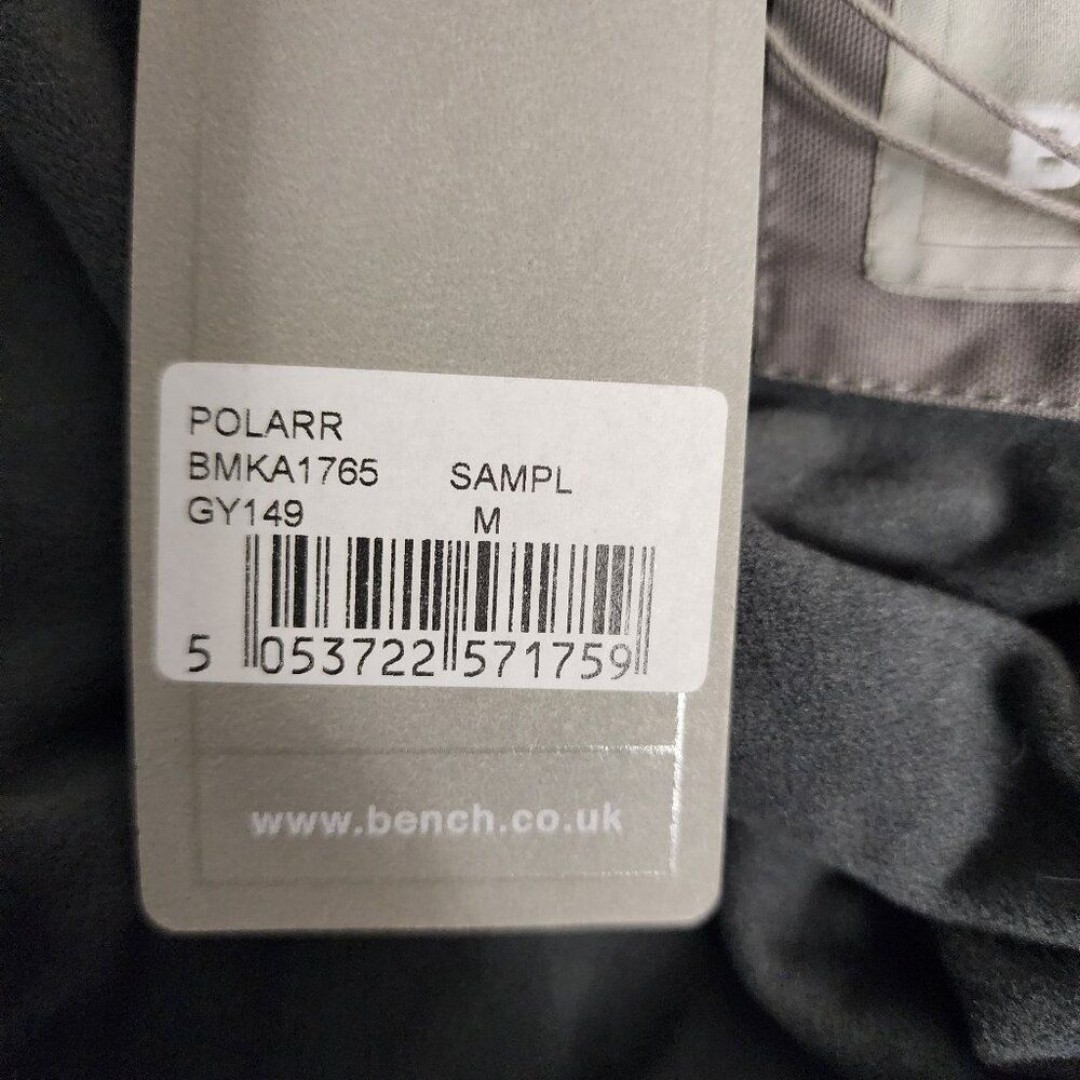 POLARR
BMKA1765 SAMPL
GY149 M
5 053722 571759
www.bench.co.uk